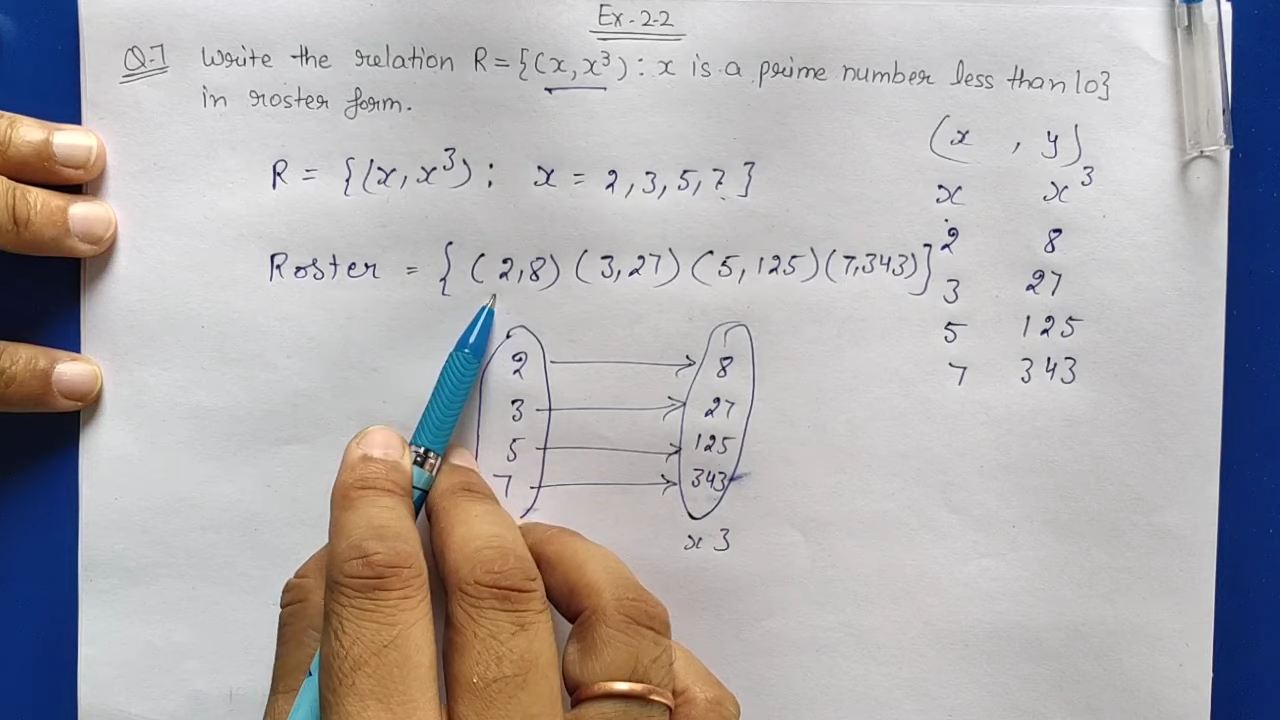 Ex-2-2
Q-7 Write the relation R={(x,x³): x is a prime number less than 10}
in roster form.
R = {(x,x³): x = 2,3,5,7}
Roster = { (2,8) (3,27) (5,125)(7,343)}
2 8
3 27
5 125
7 343
x 3
(x , y)
x x³
2 8
3 27
5 125
7 343